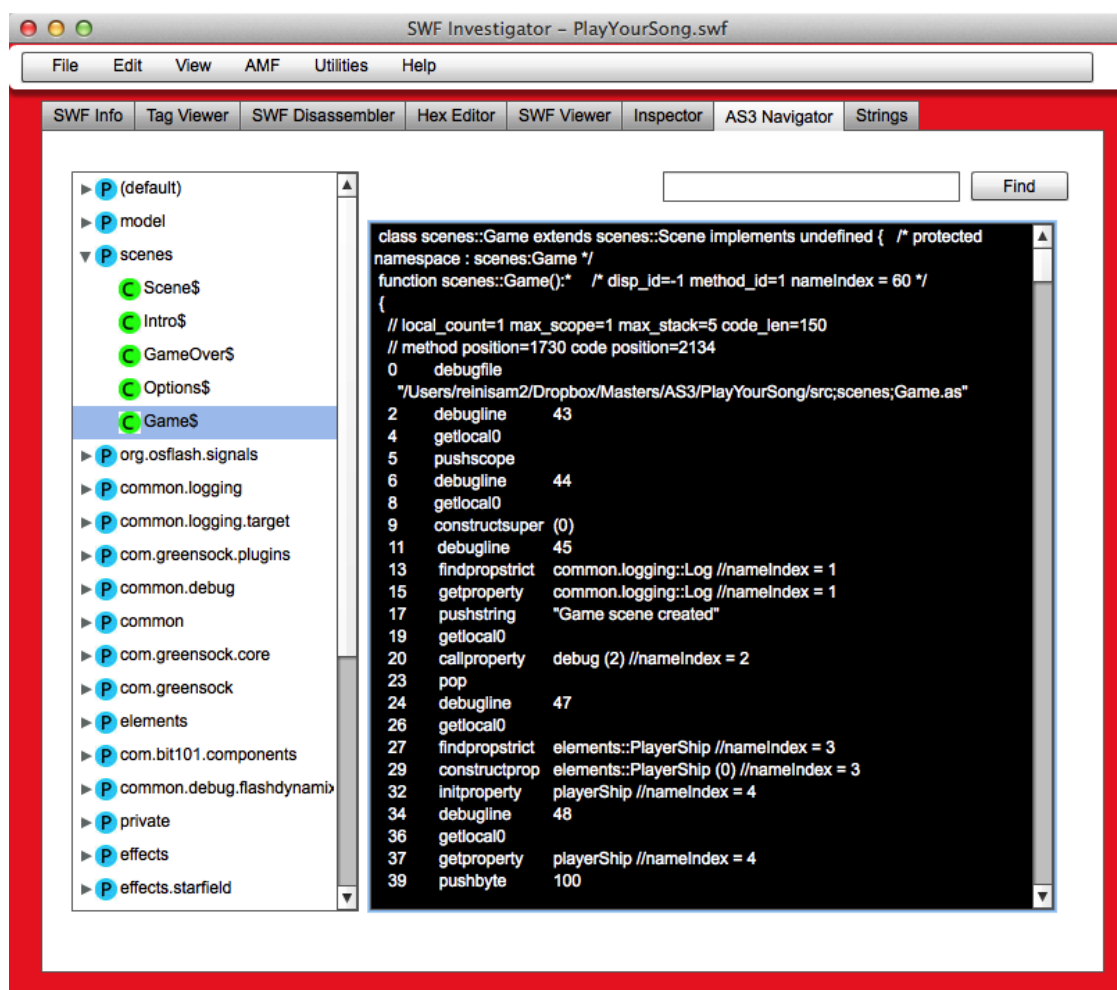 SWF Investigator – PlayYourSong.swf
File Edit View AMF Utilities Help
SWF Info Tag Viewer SWF Disassembler Hex Editor SWF Viewer Inspector AS3 Navigator Strings
Find
P (default)
P model
P scenes
C Scene$
C Intro$
C GameOver$
C Options$
C Game$
P org.osflash.signals
P common.logging
P common.logging.target
P com.greensock.plugins
P common.debug
P common
P com.greensock.core
P com.greensock
P elements
P com.bit101.components
P common.debug.flashdynamix
P private
P effects
P effects.starfield
class scenes::Game extends scenes::Scene implements undefined { /* protected
namespace : scenes:Game */
function scenes::Game():* /* disp_id=-1 method_id=1 nameIndex = 60 */
{
// local_count=1 max_scope=1 max_stack=5 code_len=150
// method position=1730 code position=2134
0 debugfile
"/Users/reinisam2/Dropbox/Masters/AS3/PlayYourSong/src;scenes;Game.as"
2 debugline 43
4 getlocal0
5 pushscope
6 debugline 44
8 getlocal0
9 constructsuper (0)
11 debugline 45
13 findpropstrict common.logging::Log //nameIndex = 1
15 getproperty common.logging::Log //nameIndex = 1
17 pushstring "Game scene created"
19 getlocal0
20 callproperty debug (2) //nameIndex = 2
23 pop
24 debugline 47
26 getlocal0
27 findpropstrict elements::PlayerShip //nameIndex = 3
29 constructprop elements::PlayerShip (0) //nameIndex = 3
32 initproperty playerShip //nameIndex = 4
34 debugline 48
36 getlocal0
37 getproperty playerShip //nameIndex = 4
39 pushbyte 100